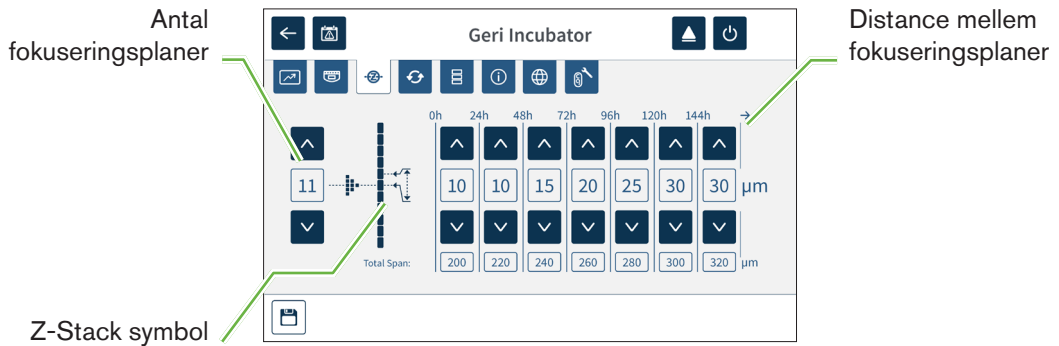 Antal
fokuseringsplaner
Geri Incubator
Distance mellem
fokuseringsplaner
0h 24h 48h 72h 96h 120h 144h →
11 10 10 15 20 25 30 30 µm
Total Span: 200 220 240 260 280 300 320 µm
Z-Stack symbol